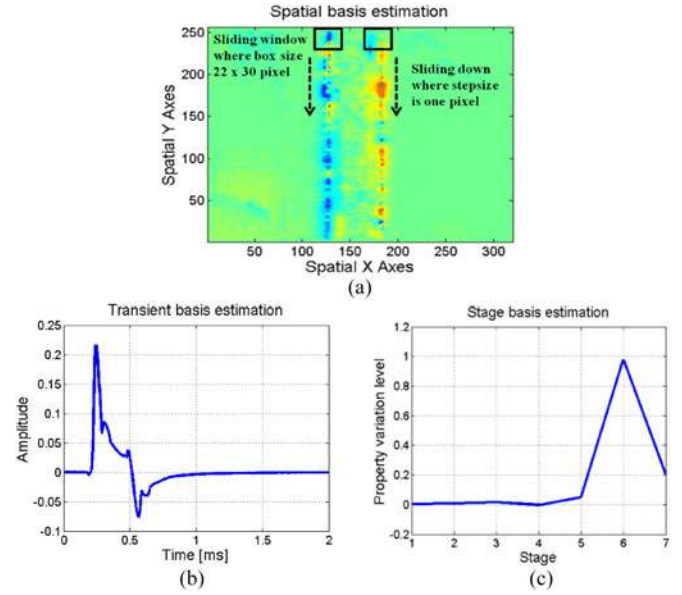 Spatial basis estimation
Spatial Y Axes
250
200
150
100
50
Sliding window
where box size
22 x 30 pixel
Sliding down
where stepsize
is one pixel
50
100
150
200
250
300
Spatial X Axes
(a)
Transient basis estimation
Amplitude
0.25
0.2
0.15
0.1
0.05
0
-0.05
-0.1
0
0.5
1
1.5
2
Time [ms]
(b)
Stage basis estimation
Property variation level
1.2
1
0.8
0.6
0.4
0.2
0
-0.2
1
2
3
4
5
6
7
Stage
(c)